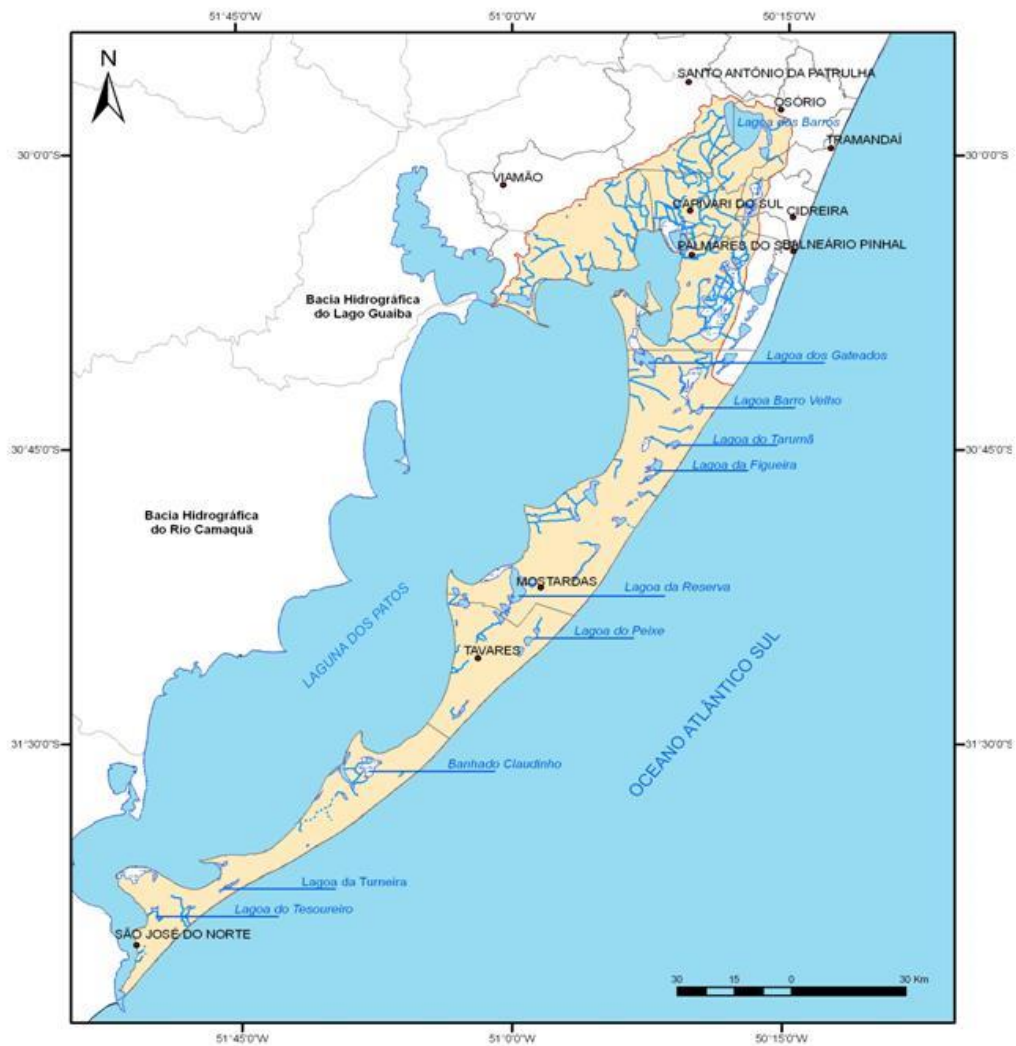 51°45'0"W
51°0'0"W
50°15'0"W
N
SANTO ANTÔNIO DA PATRULHA
OSÓRIO
Lagoa dos Barros
TRAMANDAÍ
30°0'0"S
30°0'0"S
VIAMÃO
CAPIVARI DO SUL
CIDREIRA
PALMARES DO SUL
BALNEÁRIO PINHAL
Bacia Hidrográfica
do Lago Guaíba
Lagoa dos Gateados
Lagoa Barro Velho
Lagoa do Tarumã
30°45'0"S
30°45'0"S
Lagoa da Figueira
Bacia Hidrográfica
do Rio Camaquã
MOSTARDAS
Lagoa da Reserva
LAGUNA DOS PATOS
Lagoa do Peixe
TAVARES
OCEANO ATLÂNTICO SUL
31°30'0"S
31°30'0"S
Banhado Claudinho
Lagoa da Turneira
Lagoa do Tesoureiro
SÃO JOSÉ DO NORTE
30 15 0 30 Km
51°45'0"W
51°0'0"W
50°15'0"W